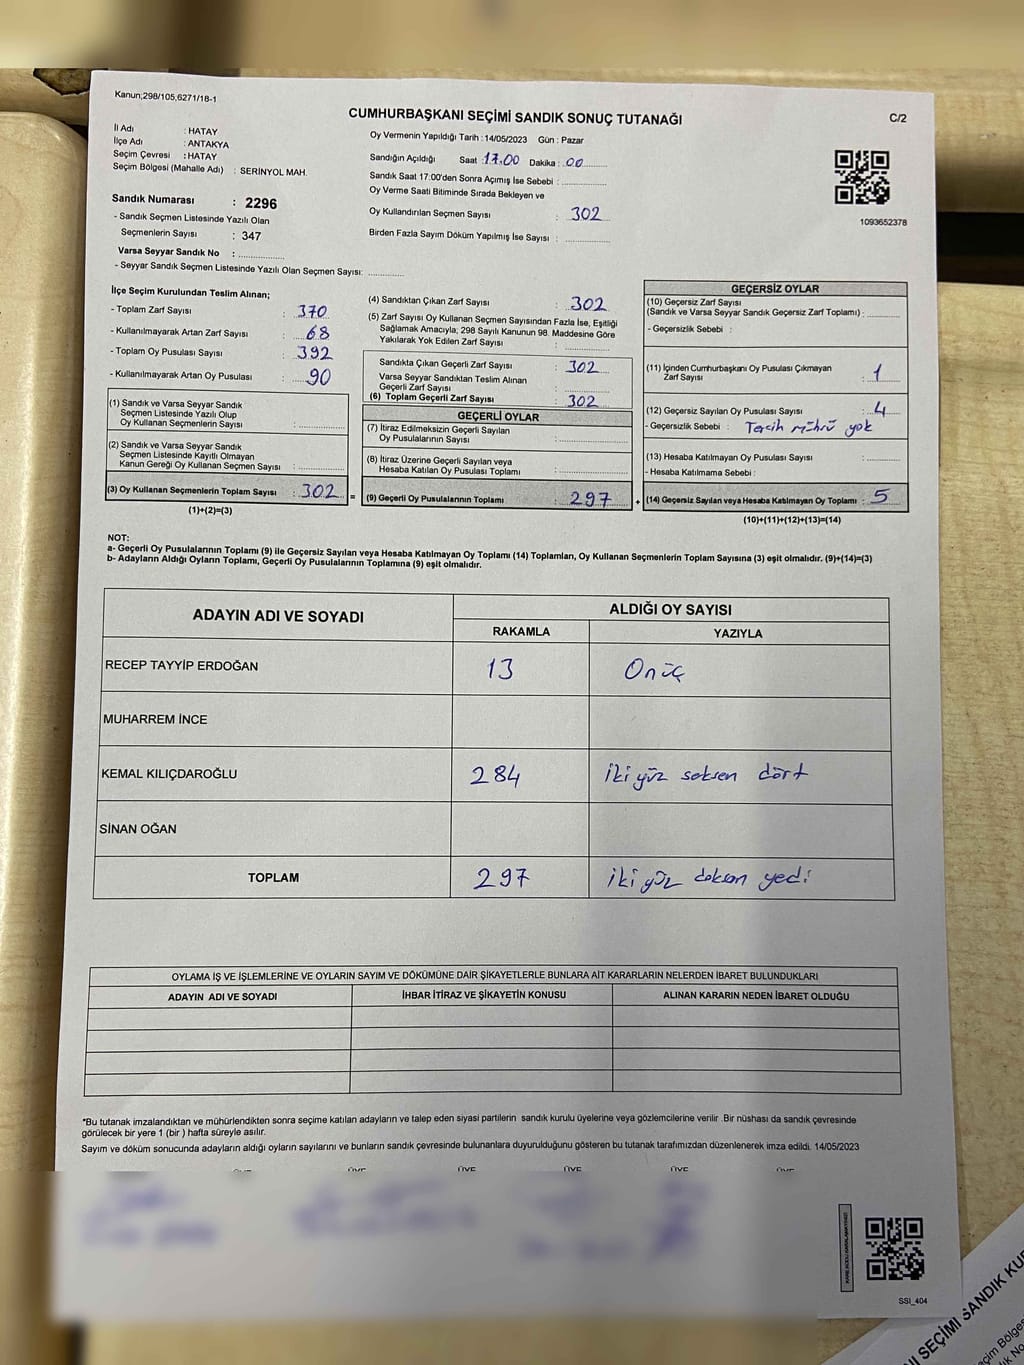 Kanun;298/105,6271/18-1
CUMHURBAŞKANI SEÇİMİ SANDIK SONUÇ TUTANAĞI
C/2
İl Adı : HATAY
İlçe Adı : ANTAKYA
Seçim Çevresi : HATAY
Seçim Bölgesi (Mahalle Adı) : SERİNYOL MAH.
Oy Vermenin Yapıldığı Tarih : 14/05/2023 Gün : Pazar
Sandığın Açıldığı Saat 17.00 Dakika : 00
Sandık Saat 17:00'den Sonra Açımış İse Sebebi :
Oy Verme Saati Bitiminde Sırada Bekleyen ve
Oy Kullandırılan Seçmen Sayısı : 302
Birden Fazla Sayım Döküm Yapılmış İse Sayısı :
1093652378
Sandık Numarası : 2296
- Sandık Seçmen Listesinde Yazılı Olan
Seçmenlerin Sayısı : 347
Varsa Seyyar Sandık No :
- Seyyar Sandık Seçmen Listesinde Yazılı Olan Seçmen Sayısı:
İlçe Seçim Kurulundan Teslim Alınan;
- Toplam Zarf Sayısı : 370
- Kullanılmayarak Artan Zarf Sayısı : 68
- Toplam Oy Pusulası Sayısı : 392
- Kullanılmayarak Artan Oy Pusulası : 90
(1) Sandık ve Varsa Seyyar Sandık
Seçmen Listesinde Yazılı Olup
Oy Kullanan Seçmenlerin Sayısı :
(2) Sandık ve Varsa Seyyar Sandık
Seçmen Listesinde Kayıtlı Olmayan
Kanun Gereği Oy Kullanan Seçmen Sayısı :
(3) Oy Kullanan Seçmenlerin Toplam Sayısı : 302 =
(1)+(2)=(3)
(4) Sandıktan Çıkan Zarf Sayısı : 302
(5) Zarf Sayısı Oy Kullanan Seçmen Sayısından Fazla İse, Eşitliği
Sağlamak Amacıyla; 298 Sayılı Kanunun 98. Maddesine Göre
Yakılarak Yok Edilen Zarf Sayısı :
Sandıkta Çıkan Geçerli Zarf Sayısı : 302
Varsa Seyyar Sandıktan Teslim Alınan
Geçerli Zarf Sayısı :
(6) Toplam Geçerli Zarf Sayısı : 302
GEÇERLİ OYLAR
(7) İtiraz Edilmeksizin Geçerli Sayılan
Oy Pusulalarının Sayısı :
(8) İtiraz Üzerine Geçerli Sayılan veya
Hesaba Katılan Oy Pusulası Toplamı :
(9) Geçerli Oy Pusulalarının Toplamı : 297 +
GEÇERSİZ OYLAR
(10) Geçersiz Zarf Sayısı
(Sandık ve Varsa Seyyar Sandık Geçersiz Zarf Toplamı) :
- Geçersizlik Sebebi :
(11) İçinden Cumhurbaşkanı Oy Pusulası Çıkmayan
Zarf Sayısı : 1
(12) Geçersiz Sayılan Oy Pusulası Sayısı : 4
- Geçersizlik Sebebi : Tercih mührü yok
(13) Hesaba Katılmayan Oy Pusulası Sayısı :
- Hesaba Katılmama Sebebi :
(14) Geçersiz Sayılan veya Hesaba Katılmayan Oy Toplamı : 5
(10)+(11)+(12)+(13)=(14)
NOT:
a- Geçerli Oy Pusulalarının Toplamı (9) ile Geçersiz Sayılan veya Hesaba Katılmayan Oy Toplamı (14) Toplamları, Oy Kullanan Seçmenlerin Toplam Sayısına (3) eşit olmalıdır. (9)+(14)=(3)
b- Adayların Aldığı Oyların Toplamı, Geçerli Oy Pusulalarının Toplamına (9) eşit olmalıdır.
ADAYIN ADI VE SOYADI
ALDIĞI OY SAYISI
RAKAMLA YAZIYLA
RECEP TAYYİP ERDOĞAN 13 Onüç
MUHARREM İNCE
KEMAL KILIÇDAROĞLU 284 iki yüz seksen dört
SİNAN OĞAN
TOPLAM 297 iki yüz doksan yedi
OYLAMA İŞ VE İŞLEMLERİNE VE OYLARIN SAYIM VE DÖKÜMÜNE DAİR ŞİKAYETLERLE BUNLARA AİT KARARLARIN NELERDEN İBARET BULUNDUKLARI
ADAYIN ADI VE SOYADI İHBAR İTİRAZ VE ŞİKAYETİN KONUSU ALINAN KARARIN NEDEN İBARET OLDUĞU
*Bu tutanak imzalandıktan ve mühürlendikten sonra seçime katılan adayların ve talep eden siyasi partilerin sandık kurulu üyelerine veya gözlemcilerine verilir .Bir nüshası da sandık çevresinde
görülecek bir yere 1 (bir ) hafta süreyle asılır.
Sayım ve döküm sonucunda adayların aldığı oyların sayılarını ve bunların sandık çevresinde bulunanlara duyurulduğunu gösteren bu tutanak tarafımızdan düzenlenerek imza edildi. 14/05/2023
ÜYE ÜYE ÜYE ÜYE
SSI_404
Nİ SEÇİMİ SANDIK KUR